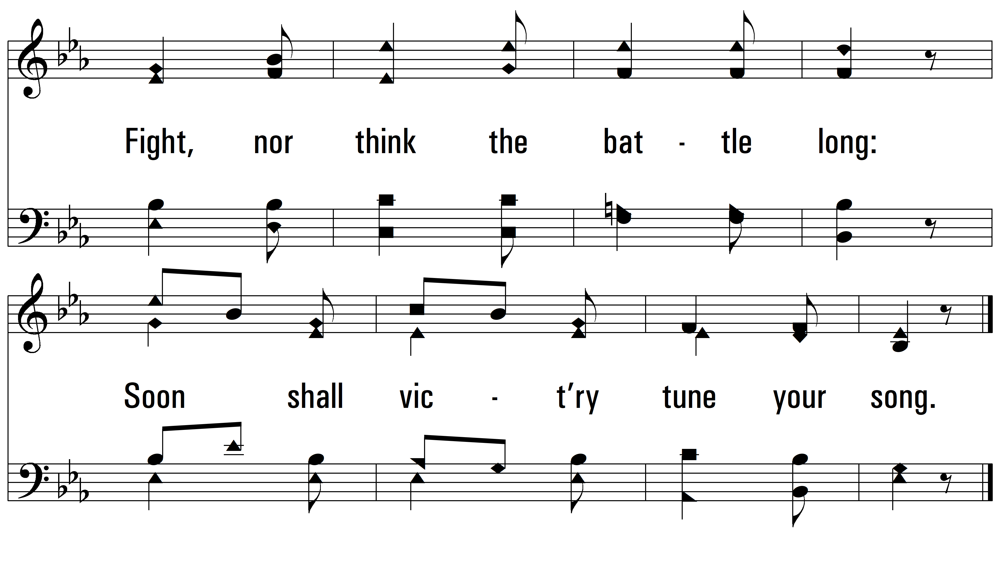 Fight, nor think the bat - tle long:
Soon shall vic - t’ry tune your song.